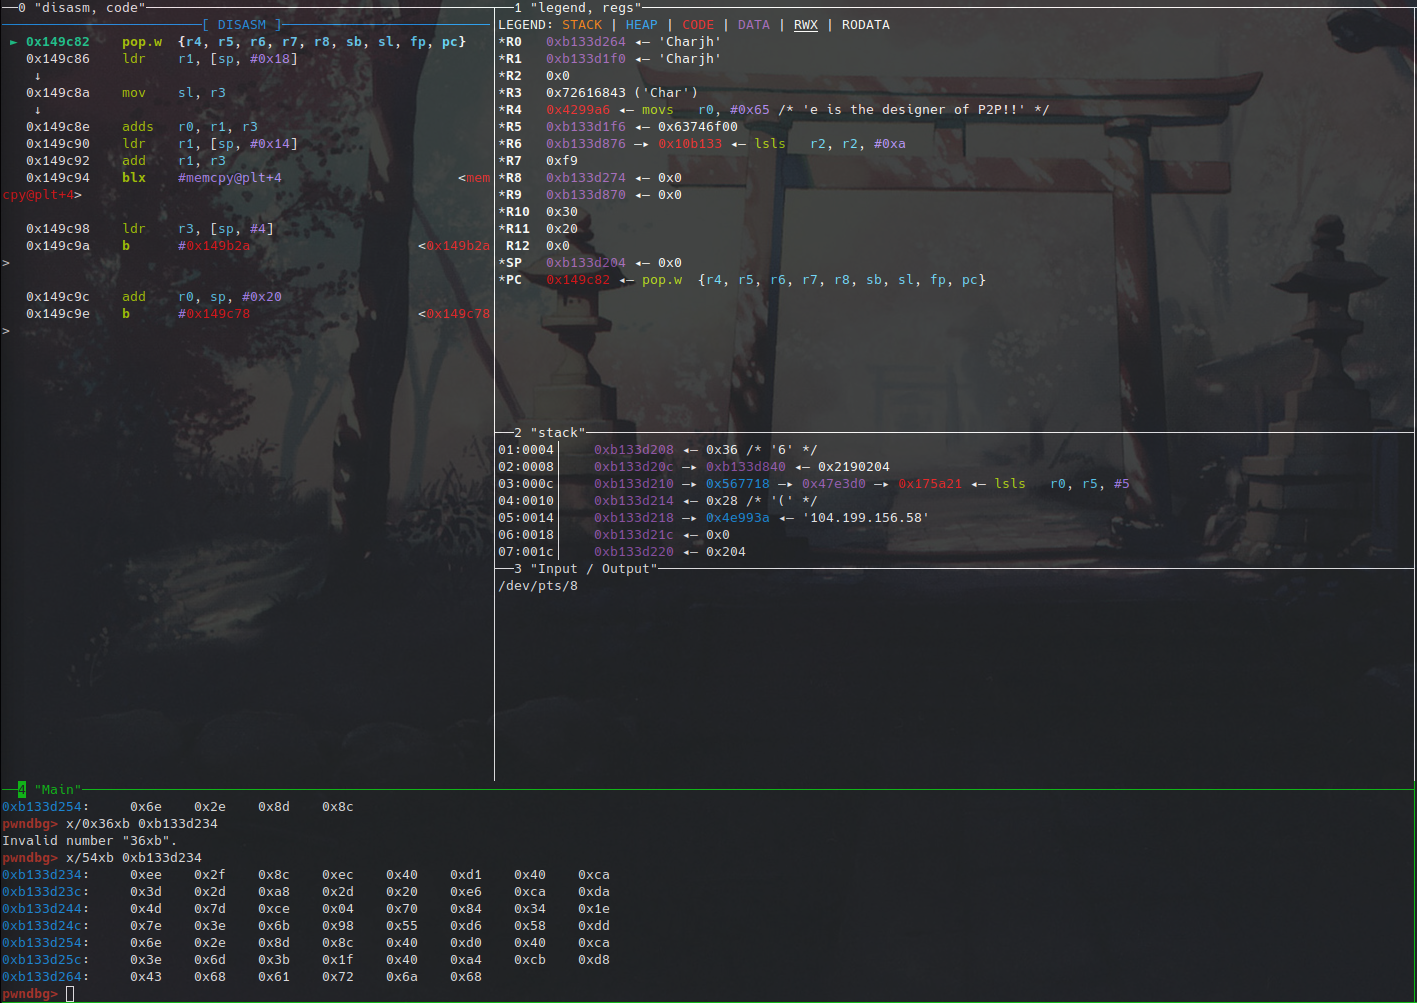 0 "disasm, code"
[ DISASM ]
► 0x149c82 pop.w {r4, r5, r6, r7, r8, sb, sl, fp, pc}
0x149c86 ldr r1, [sp, #0x18]
↓
0x149c8a mov sl, r3
↓
0x149c8e adds r0, r1, r3
0x149c90 ldr r1, [sp, #0x14]
0x149c92 add r1, r3
0x149c94 blx #memcpy@plt+4 <mem
cpy@plt+4>
0x149c98 ldr r3, [sp, #4]
0x149c9a b #0x149b2a <0x149b2a
>
0x149c9c add r0, sp, #0x20
0x149c9e b #0x149c78 <0x149c78
>
1 "legend, regs"
LEGEND: STACK | HEAP | CODE | DATA | RWX | RODATA
*R0 0xb133d264 ◂— 'Charjh'
*R1 0xb133d1f0 ◂— 'Charjh'
*R2 0x0
*R3 0x72616843 ('Char')
*R4 0x4299a6 ◂— movs r0, #0x65 /* 'e is the designer of P2P!!' */
*R5 0xb133d1f6 ◂— 0x63746f00
*R6 0xb133d876 —▸ 0x10b133 ◂— lsls r2, r2, #0xa
*R7 0xf9
*R8 0xb133d274 ◂— 0x0
*R9 0xb133d870 ◂— 0x0
*R10 0x30
*R11 0x20
R12 0x0
*SP 0xb133d204 ◂— 0x0
*PC 0x149c82 ◂— pop.w {r4, r5, r6, r7, r8, sb, sl, fp, pc}
2 "stack"
01:0004│ 0xb133d208 ◂— 0x36 /* '6' */
02:0008│ 0xb133d20c —▸ 0xb133d840 ◂— 0x2190204
03:000c│ 0xb133d210 —▸ 0x567718 —▸ 0x47e3d0 —▸ 0x175a21 ◂— lsls r0, r5, #5
04:0010│ 0xb133d214 ◂— 0x28 /* '(' */
05:0014│ 0xb133d218 —▸ 0x4e993a ◂— '104.199.156.58'
06:0018│ 0xb133d21c ◂— 0x0
07:001c│ 0xb133d220 ◂— 0x204
3 "Input / Output"
/dev/pts/8
4 "Main"
0xb133d254: 0x6e 0x2e 0x8d 0x8c
pwndbg> x/0x36xb 0xb133d234
Invalid number "36xb".
pwndbg> x/54xb 0xb133d234
0xb133d234: 0xee 0x2f 0x8c 0xec 0x40 0xd1 0x40 0xca
0xb133d23c: 0x3d 0x2d 0xa8 0x2d 0x20 0xe6 0xca 0xda
0xb133d244: 0x4d 0x7d 0xce 0x04 0x70 0x84 0x34 0x1e
0xb133d24c: 0x7e 0x3e 0x6b 0x98 0x55 0xd6 0x58 0xdd
0xb133d254: 0x6e 0x2e 0x8d 0x8c 0x40 0xd0 0x40 0xca
0xb133d25c: 0x3e 0x6d 0x3b 0x1f 0x40 0xa4 0xcb 0xd8
0xb133d264: 0x43 0x68 0x61 0x72 0x6a 0x68
pwndbg>